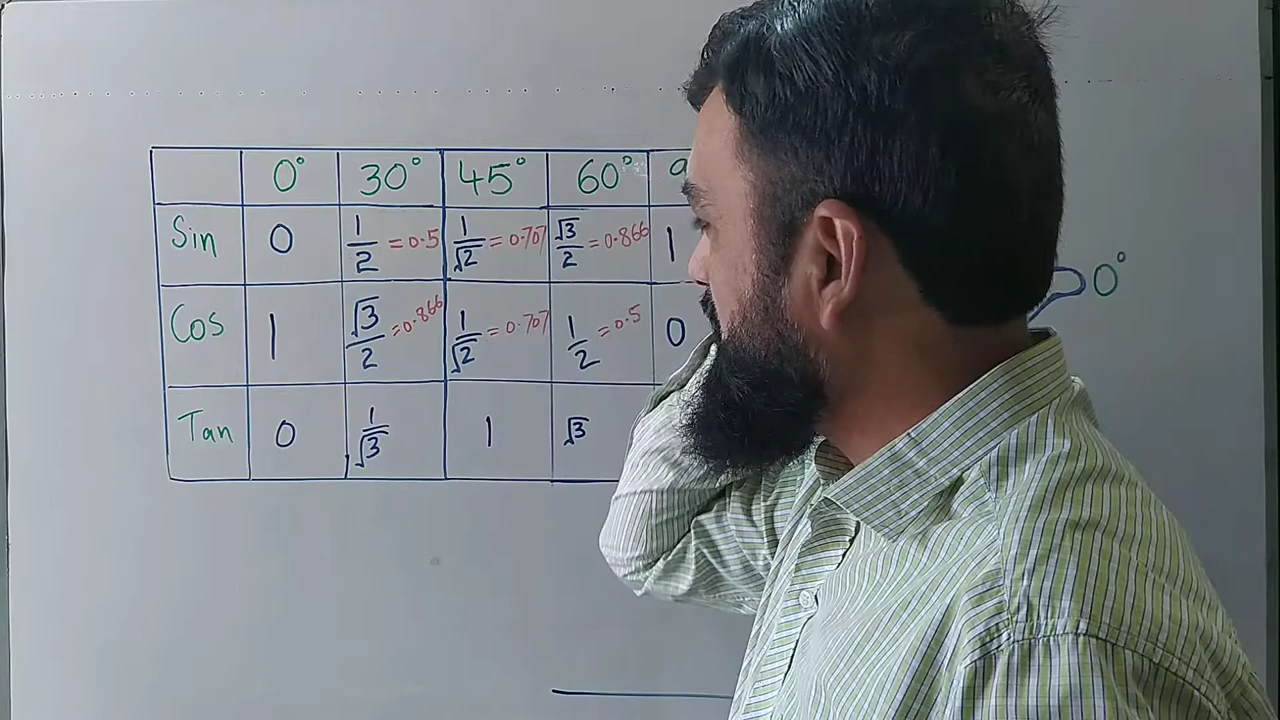 0° 30° 45° 60°
Sin 0 1/2 =0.5 1/√2 =0.707 √3/2 =0.866 1
Cos 1 √3/2 =0.866 1/√2 =0.707 1/2 =0.5 0
Tan 0 1/√3 1 √3
0°